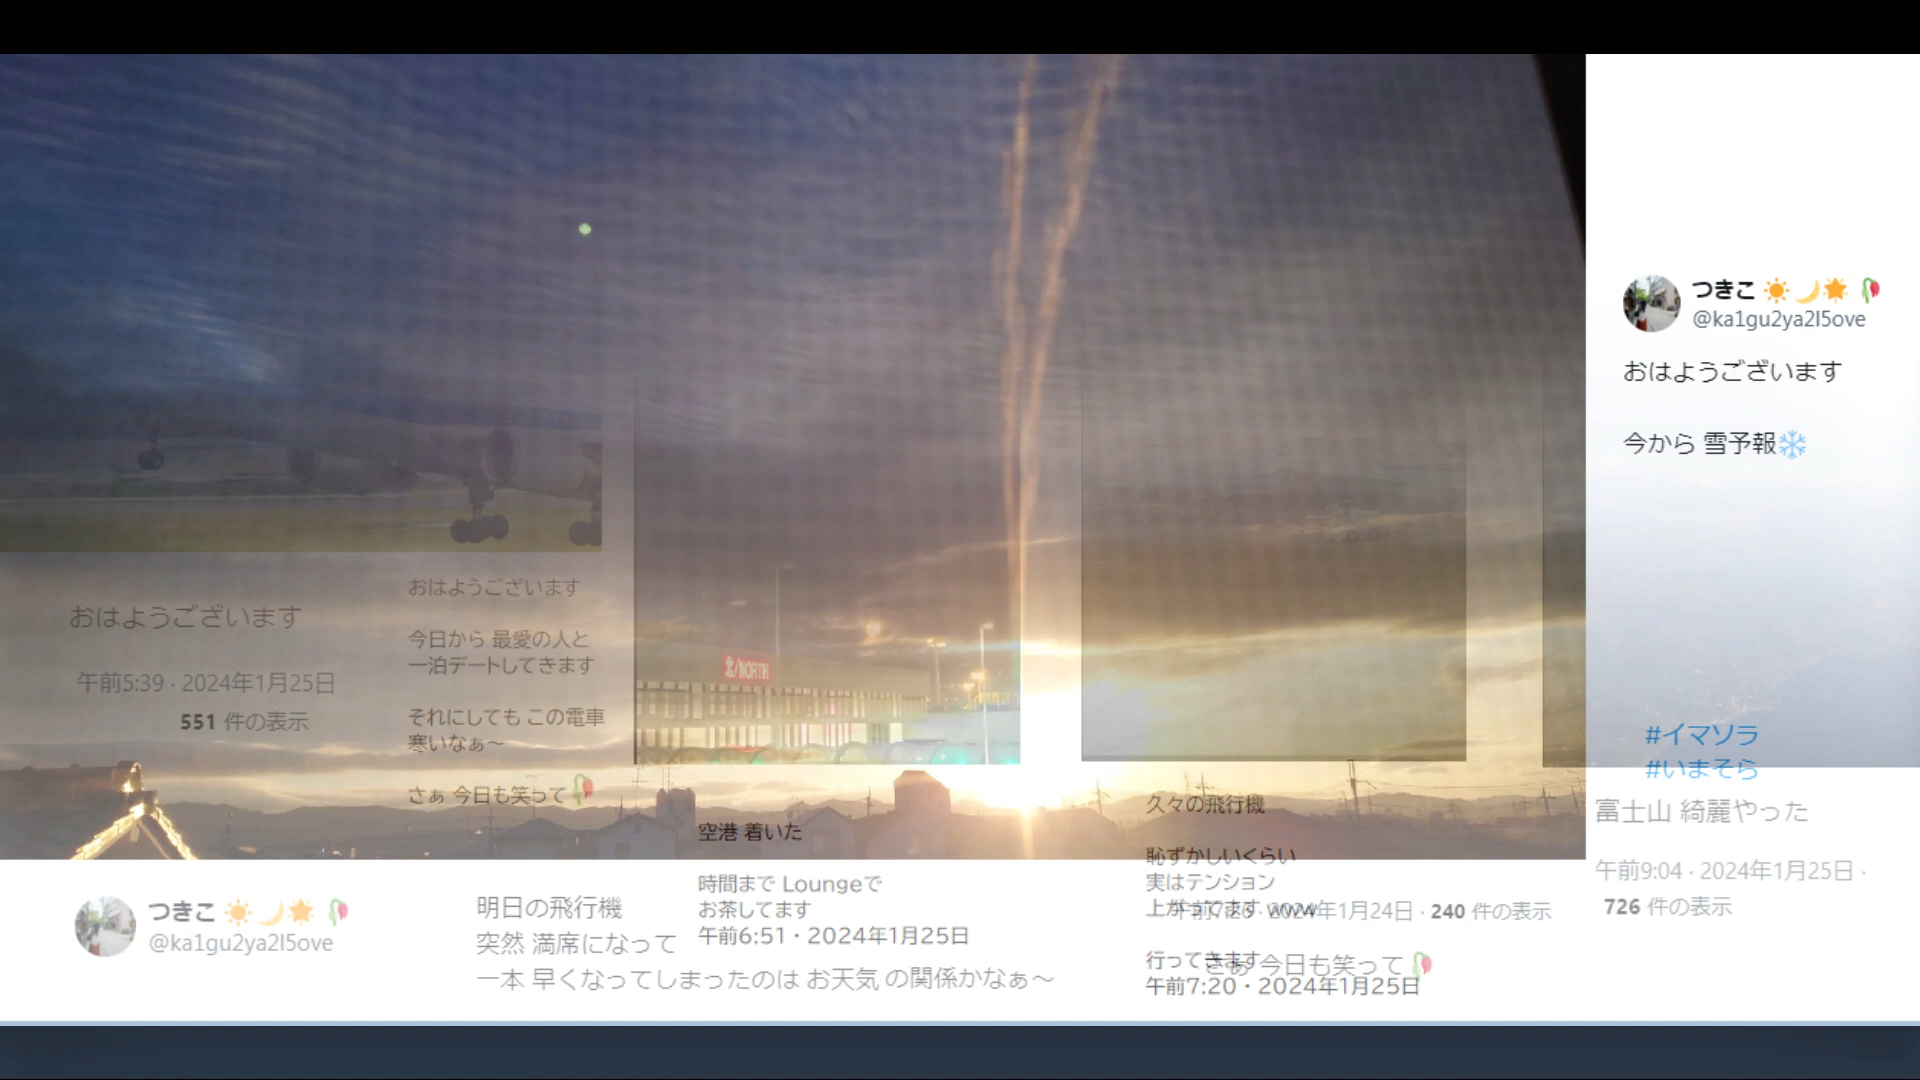 つきこ☀️🌙🌟 🥀
@ka1gu2ya2l5ove
おはようございます
今から 雪予報❄️
#イマソラ
#いまそら
富士山 綺麗やった
午前9:04 · 2024年1月25日 ·
726 件の表示
おはようございます
午前5:39 · 2024年1月25日
551 件の表示
おはようございます
今日から 最愛の人と
一泊デートしてきます
それにしても この電車
寒いなぁ〜
さぁ 今日も笑って🥀
北/NORTH
空港 着いた
時間まで Loungeで
お茶してます
午前6:51・2024年1月25日
久々の飛行機
恥ずかしいくらい
実はテンション
上がってます www
行ってきます
午前7:20・2024年1月25日
つきこ☀️🌙🌟 🥀
@ka1gu2ya2l5ove
明日の飛行機
突然 満席になって
一本 早くなってしまったのは お天気 の関係かなぁ〜
2024年1月24日 · 240 件の表示
さぁ 今日も笑って🥀